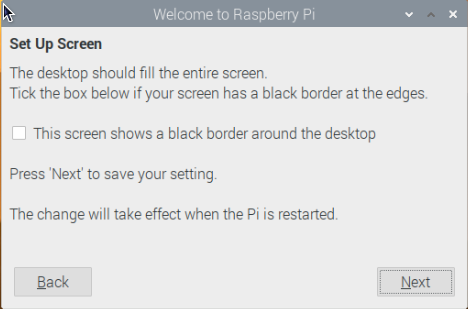 Welcome to Raspberry Pi
Set Up Screen
The desktop should fill the entire screen.
Tick the box below if your screen has a black border at the edges.
This screen shows a black border around the desktop
Press 'Next' to save your setting.
The change will take effect when the Pi is restarted.
Back
Next